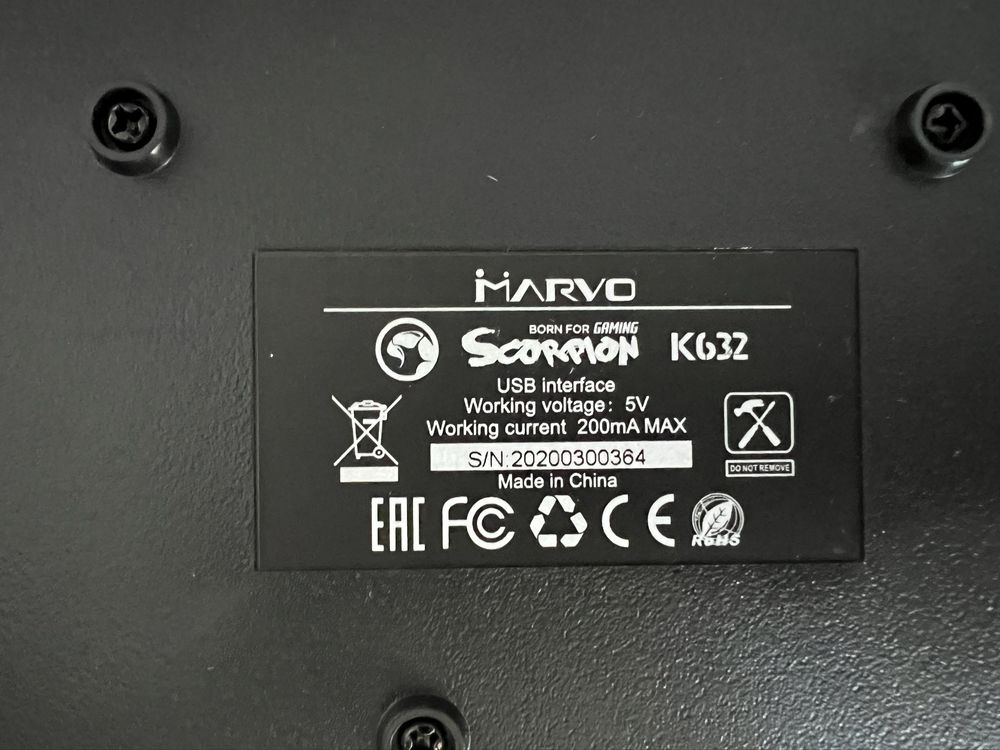 MARVO
BORN FOR GAMING
SCORPION K632
USB interface
Working voltage: 5V
Working current 200mA MAX
S/N:20200300364
DO NOT REMOVE
Made in China
EAC FC CE RoHS